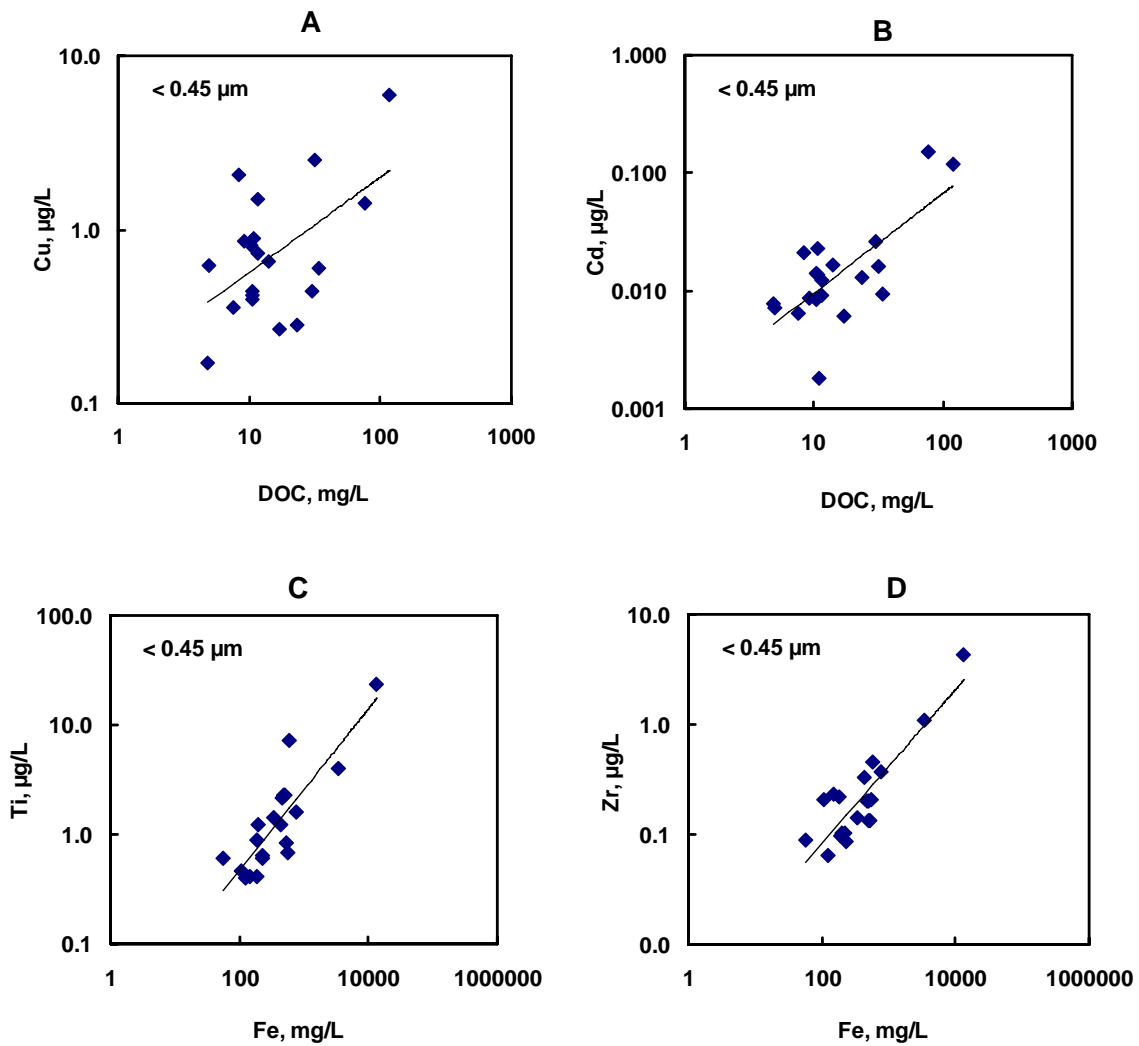 A
10.0
1.0
0.1
< 0.45 µm
Cu, µg/L
1 10 100 1000
DOC, mg/L
B
1.000
0.100
0.010
0.001
< 0.45 µm
Cd, µg/L
1 10 100 1000
DOC, mg/L
C
100.0
10.0
1.0
0.1
< 0.45 µm
Ti, µg/L
1 100 10000 1000000
Fe, mg/L
D
10.0
1.0
0.1
0.0
< 0.45 µm
Zr, µg/L
1 100 10000 1000000
Fe, mg/L